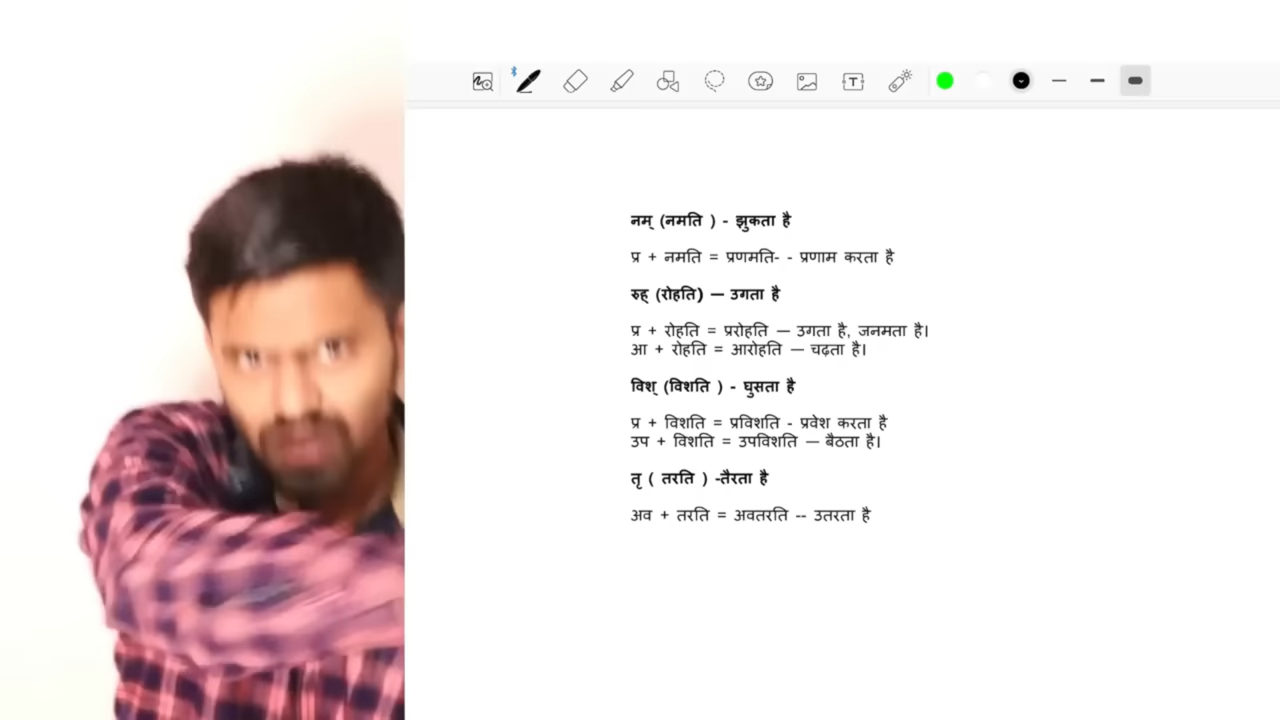 नम् (नमति ) - झुकता है
प्र + नमति = प्रणमति- - प्रणाम करता है
रुह् (रोहति) — उगता है
प्र + रोहति = प्ररोहति — उगता है, जनमता है।
आ + रोहति = आरोहति — चढ़ता है।
विश् (विशति ) - घुसता है
प्र + विशति = प्रविशति - प्रवेश करता है
उप + विशति = उपविशति — बैठता है।
तृ ( तरति ) -तैरता है
अव + तरति = अवतरति -- उतरता है